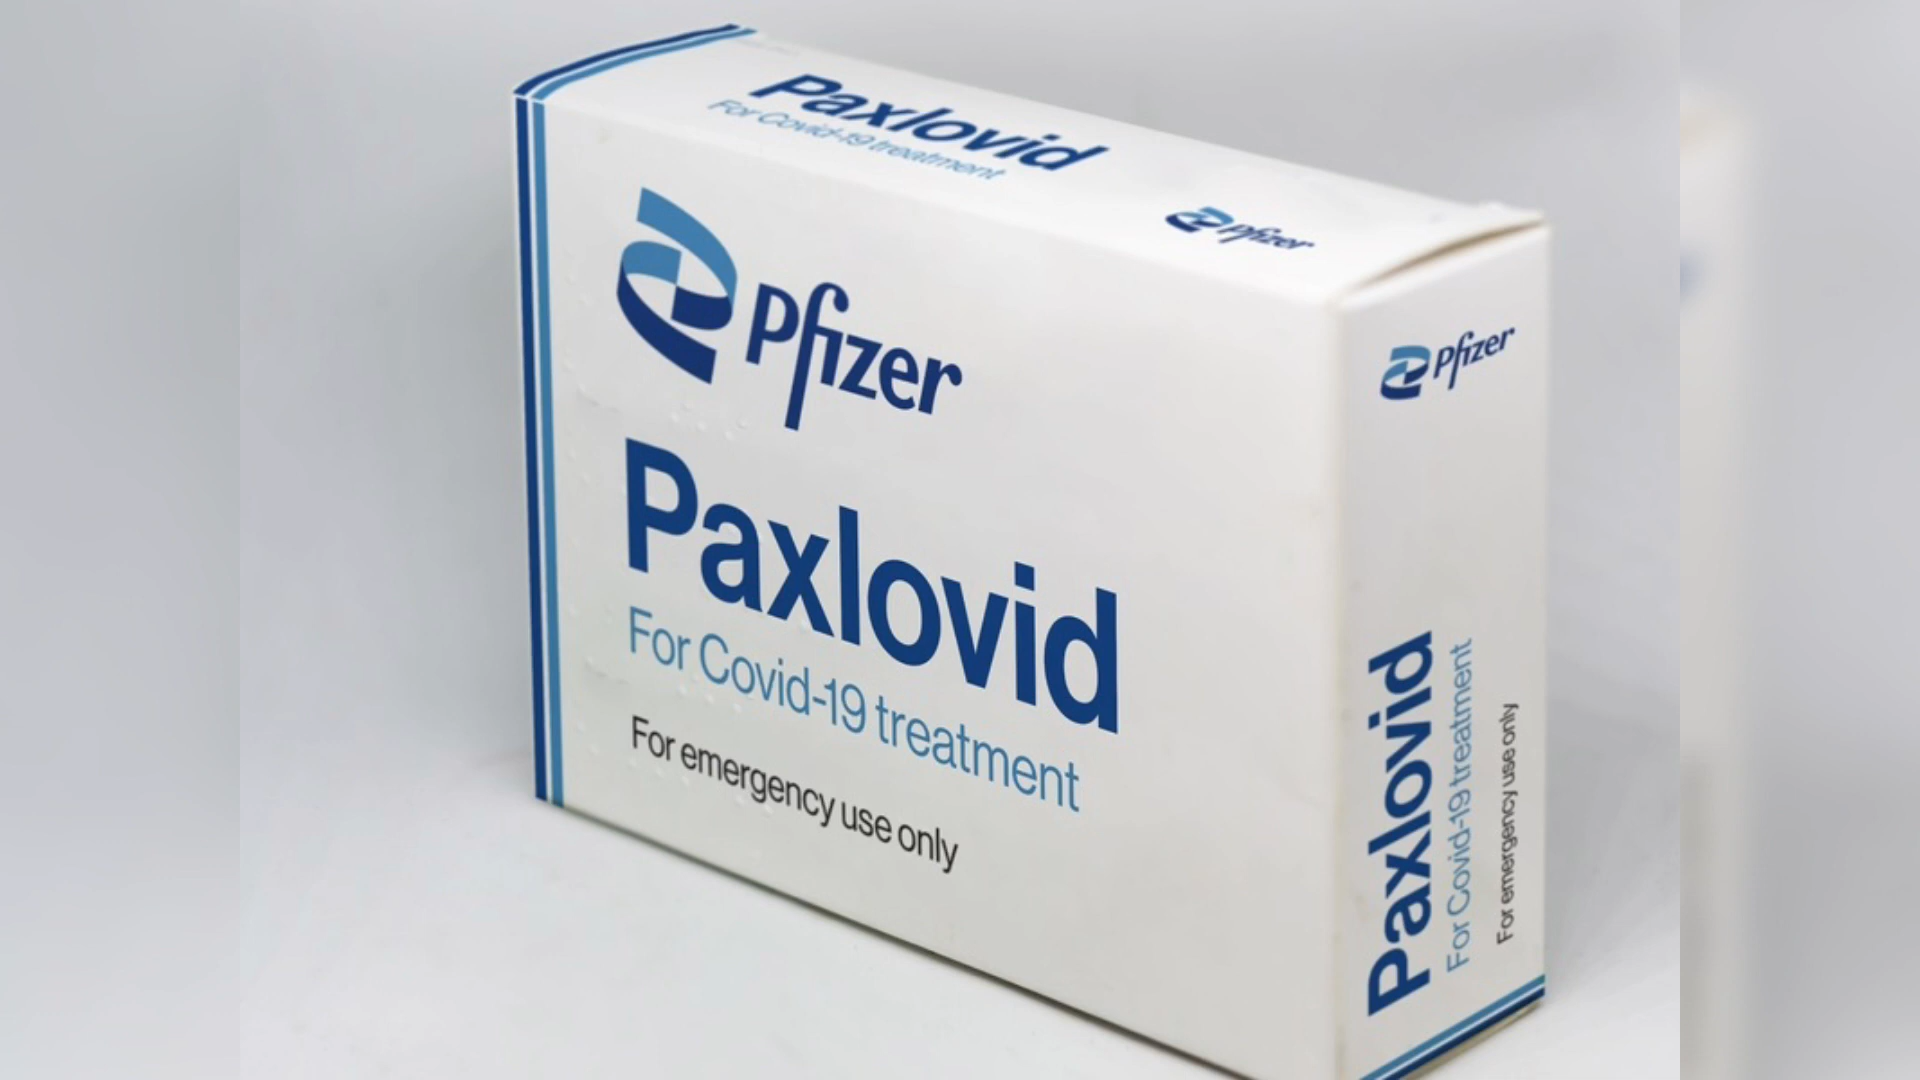 Paxlovid
For Covid-19 treatment
Pfizer
Pfizer
Paxlovid
For Covid-19 treatment
For emergency use only
Pfizer
Paxlovid
For Covid-19 treatment
For emergency use only